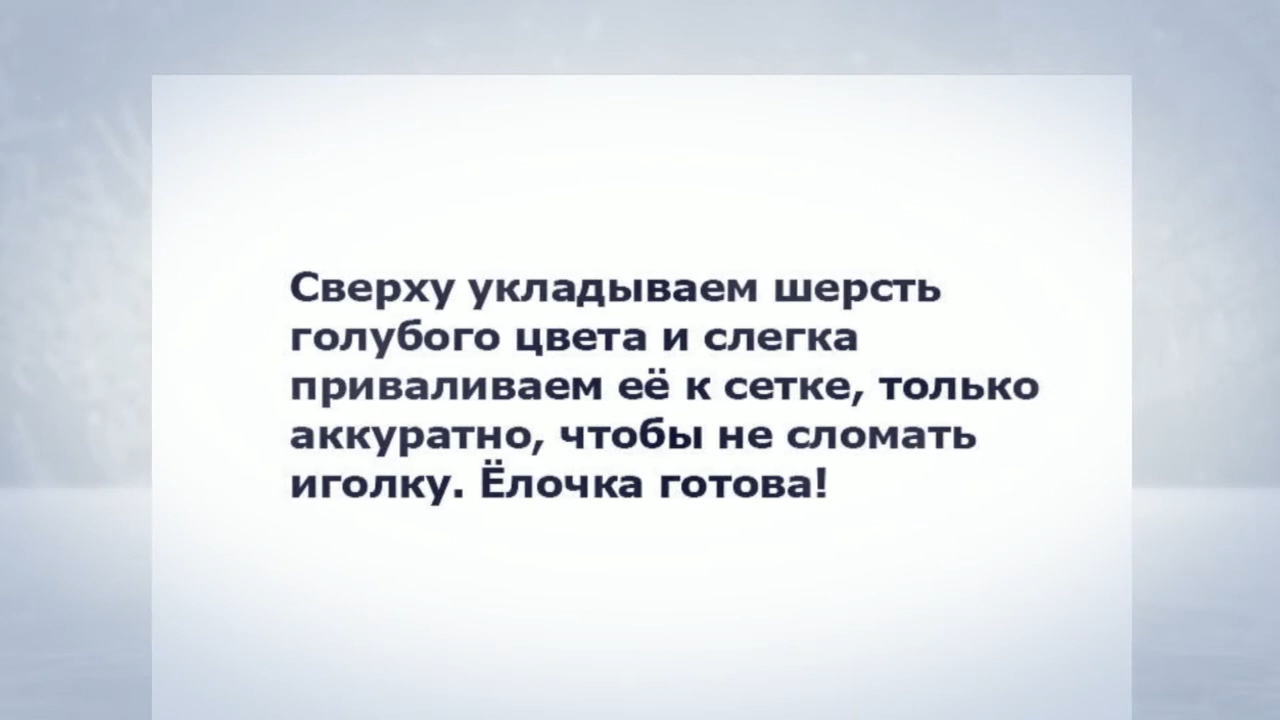 Сверху укладываем шерсть
голубого цвета и слегка
приваливаем её к сетке, только
аккуратно, чтобы не сломать
иголку. Ёлочка готова!